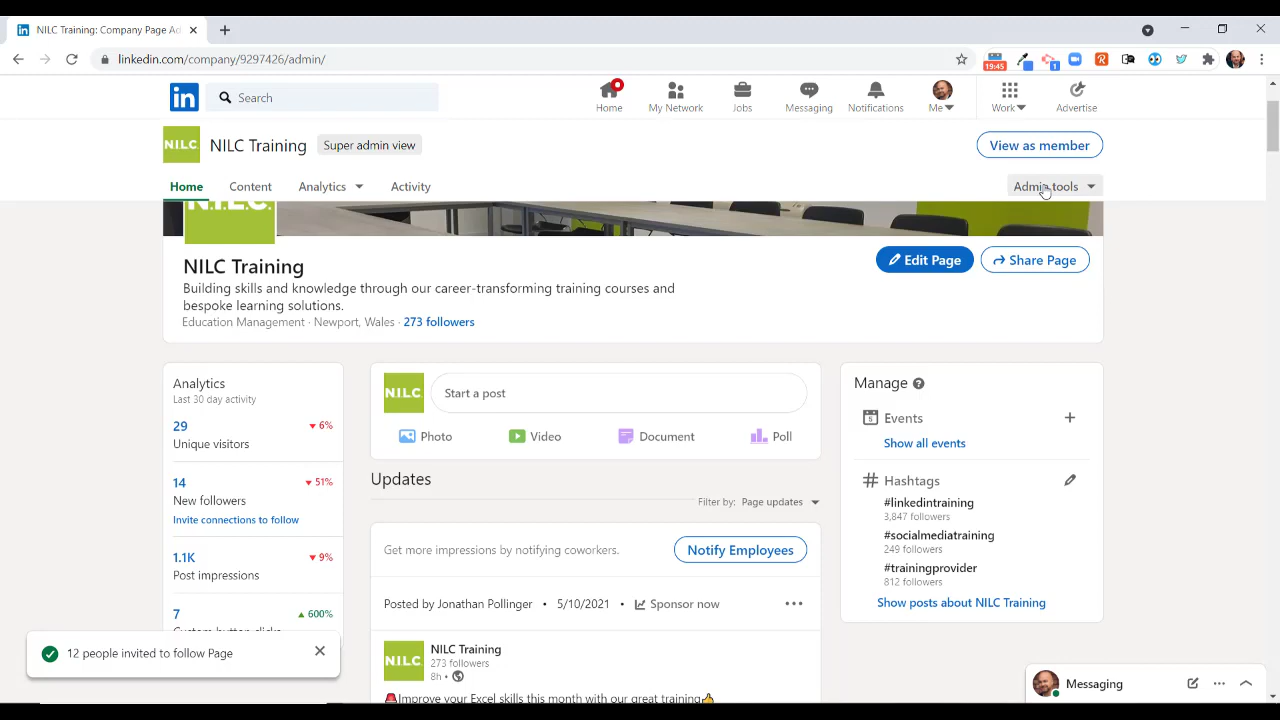 NILC Training: Company Page Ad
linkedin.com/company/9297426/admin/
19:45
1
in
Search
Home
My Network
Jobs
Messaging
Notifications
Me
Work
Advertise
N.I.L.C.
NILC Training
Super admin view
View as member
Home
Content
Analytics
Activity
Admin tools
N.I.L.C.
NILC Training
Edit Page
Share Page
Building skills and knowledge through our career-transforming training courses and
bespoke learning solutions.
Education Management · Newport, Wales · 273 followers
Analytics
Last 30 day activity
29
6%
Unique visitors
14
51%
New followers
Invite connections to follow
1.1K
9%
Post impressions
7
600%
Custom button clicks
N.I.L.C.
Start a post
Photo
Video
Document
Poll
Updates
Filter by: Page updates
Get more impressions by notifying coworkers.
Notify Employees
Posted by Jonathan Pollinger • 5/10/2021 • Sponsor now
N.I.L.C.
NILC Training
273 followers
8h •
🚨Improve your Excel skills this month with our great training👍
Manage
Events
Show all events
Hashtags
#linkedintraining
3,847 followers
#socialmediatraining
249 followers
#trainingprovider
812 followers
Show posts about NILC Training
12 people invited to follow Page
Messaging